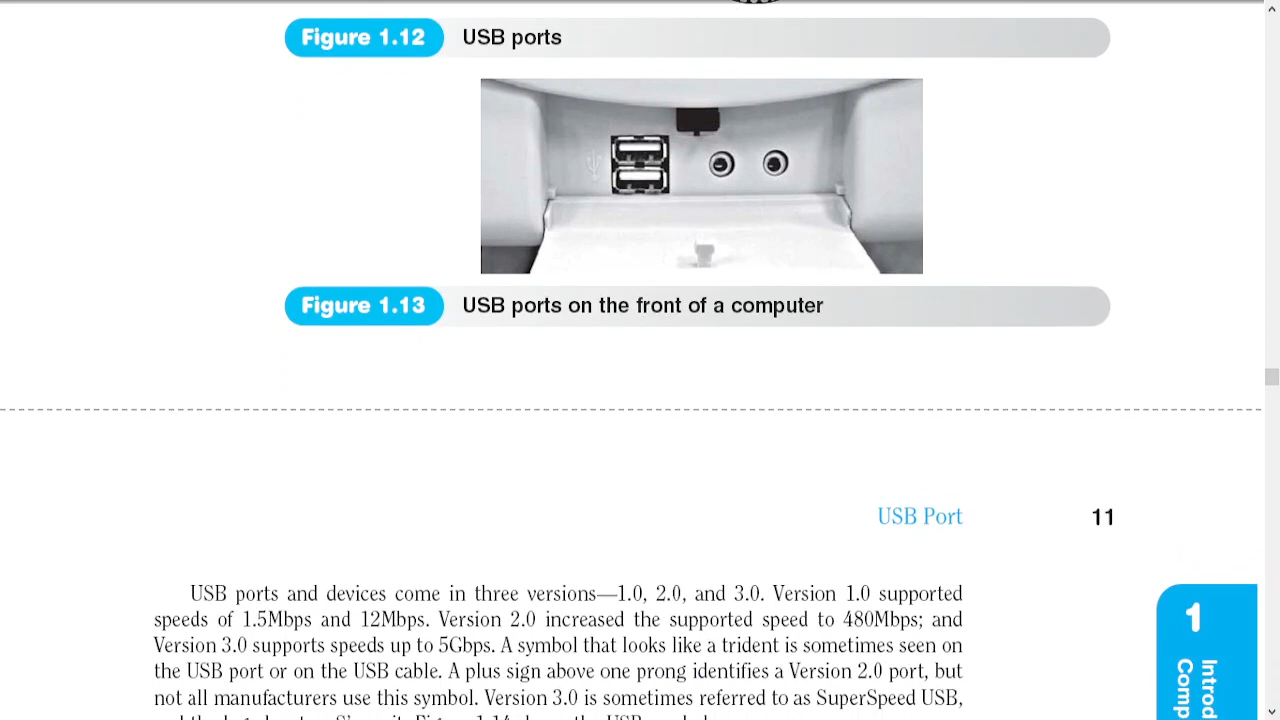 Figure 1.12 USB ports
Figure 1.13 USB ports on the front of a computer
USB Port 11
USB ports and devices come in three versions—1.0, 2.0, and 3.0. Version 1.0 supported
speeds of 1.5Mbps and 12Mbps. Version 2.0 increased the supported speed to 480Mbps; and
Version 3.0 supports speeds up to 5Gbps. A symbol that looks like a trident is sometimes seen on
the USB port or on the USB cable. A plus sign above one prong identifies a Version 2.0 port, but
not all manufacturers use this symbol. Version 3.0 is sometimes referred to as SuperSpeed USB,
1
Introd
Comp